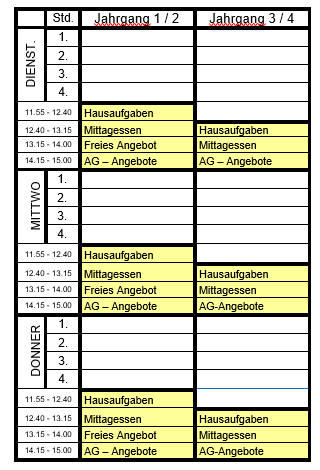 Std. Jahrgang 1 / 2 Jahrgang 3 / 4
DIENST.
1.
2.
3.
4.
11.55 - 12.40 Hausaufgaben
12.40 - 13.15 Mittagessen Hausaufgaben
13.15 - 14.00 Freies Angebot Mittagessen
14.15 - 15.00 AG – Angebote AG – Angebote
MITTWO
1.
2.
3.
4.
11.55 - 12.40 Hausaufgaben
12.40 - 13.15 Mittagessen Hausaufgaben
13.15 - 14.00 Freies Angebot Mittagessen
14.15 - 15.00 AG – Angebote AG-Angebote
DONNER
1.
2.
3.
4.
11.55 - 12.40 Hausaufgaben
12.40 - 13.15 Mittagessen Hausaufgaben
13.15 - 14.00 Freies Angebot Mittagessen
14.15 - 15.00 AG – Angebote AG-Angebote